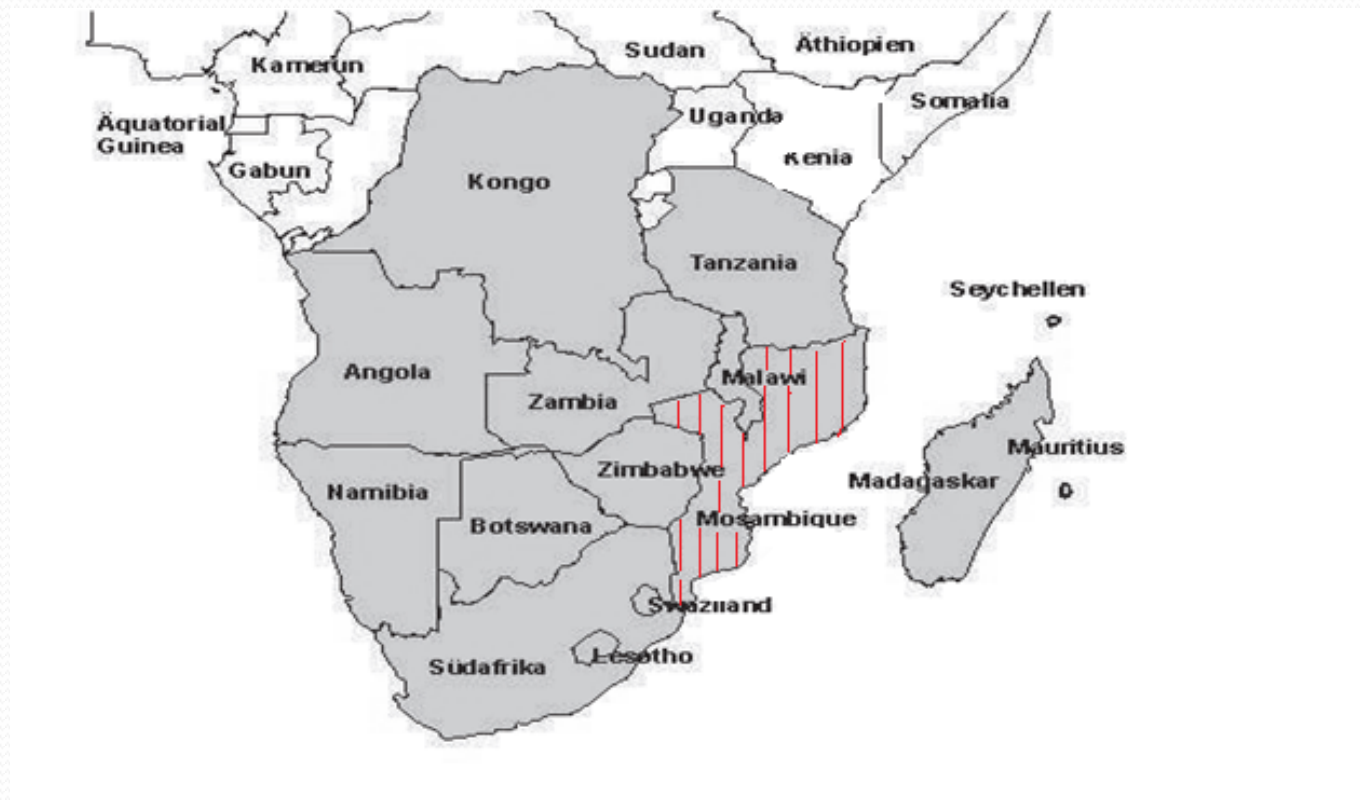 Sudan
Äthiopien
Kamerun
Somalia
Uganda
Äquatorial
Guinea
Kenia
Gabun
Kongo
Tanzania
Seychellen
Angola
Malawi
Zambia
Mauritius
Zimbabwe
Madagaskar
Namibia
Mosambique
Botswana
Swaziland
Lesotho
Südafrika